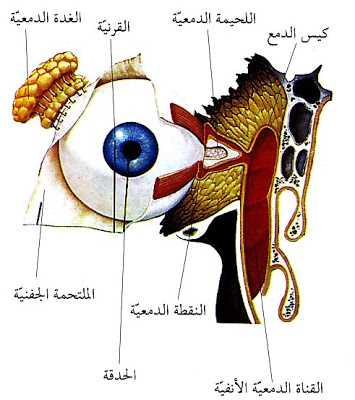 كيس الدمع
اللحيمة الدمعيّة
القرنيّة
الغدة الدمعيّة
الملتحمة الجفنيّة
النقطة الدمعيّة
الحدقة
القناة الدمعيّة الأنفيّة